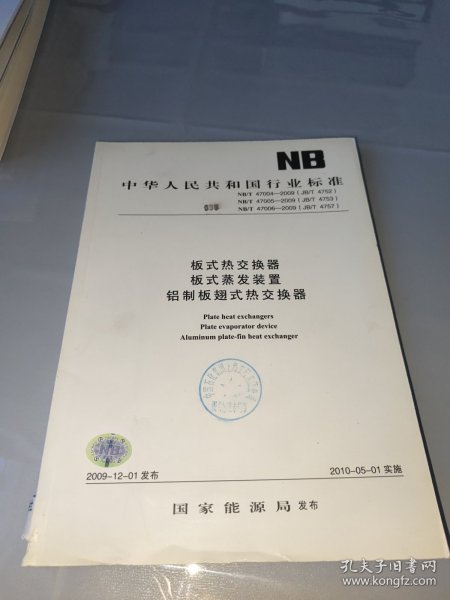 NB
中华人民共和国行业标准
NB/T 47004—2009（JB/T 4752）
NB/T 47005—2009（JB/T 4753）
NB/T 47006—2009（JB/T 4757）
板式热交换器
板式蒸发装置
铝制板翅式热交换器
Plate heat exchangers
Plate evaporator device
Aluminum plate-fin heat exchanger
2009-12-01 发布
2010-05-01 实施
国家能源局 发布
孔夫子旧书网
www.kongfz.com